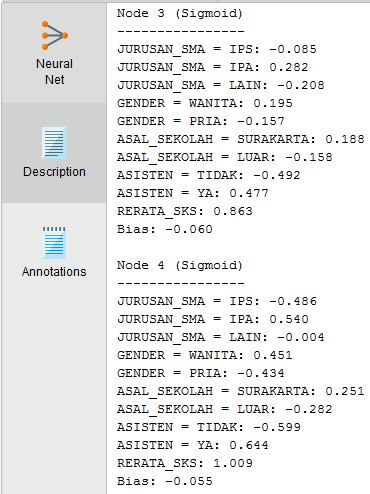 Neural
Net
Description
Annotations
Node 3 (Sigmoid)
----------------
JURUSAN_SMA = IPS: -0.085
JURUSAN_SMA = IPA: 0.282
JURUSAN_SMA = LAIN: -0.208
GENDER = WANITA: 0.195
GENDER = PRIA: -0.157
ASAL_SEKOLAH = SURAKARTA: 0.188
ASAL_SEKOLAH = LUAR: -0.158
ASISTEN = TIDAK: -0.492
ASISTEN = YA: 0.477
RERATA_SKS: 0.863
Bias: -0.060
Node 4 (Sigmoid)
----------------
JURUSAN_SMA = IPS: -0.486
JURUSAN_SMA = IPA: 0.540
JURUSAN_SMA = LAIN: -0.004
GENDER = WANITA: 0.451
GENDER = PRIA: -0.434
ASAL_SEKOLAH = SURAKARTA: 0.251
ASAL_SEKOLAH = LUAR: -0.282
ASISTEN = TIDAK: -0.599
ASISTEN = YA: 0.644
RERATA_SKS: 1.009
Bias: -0.055